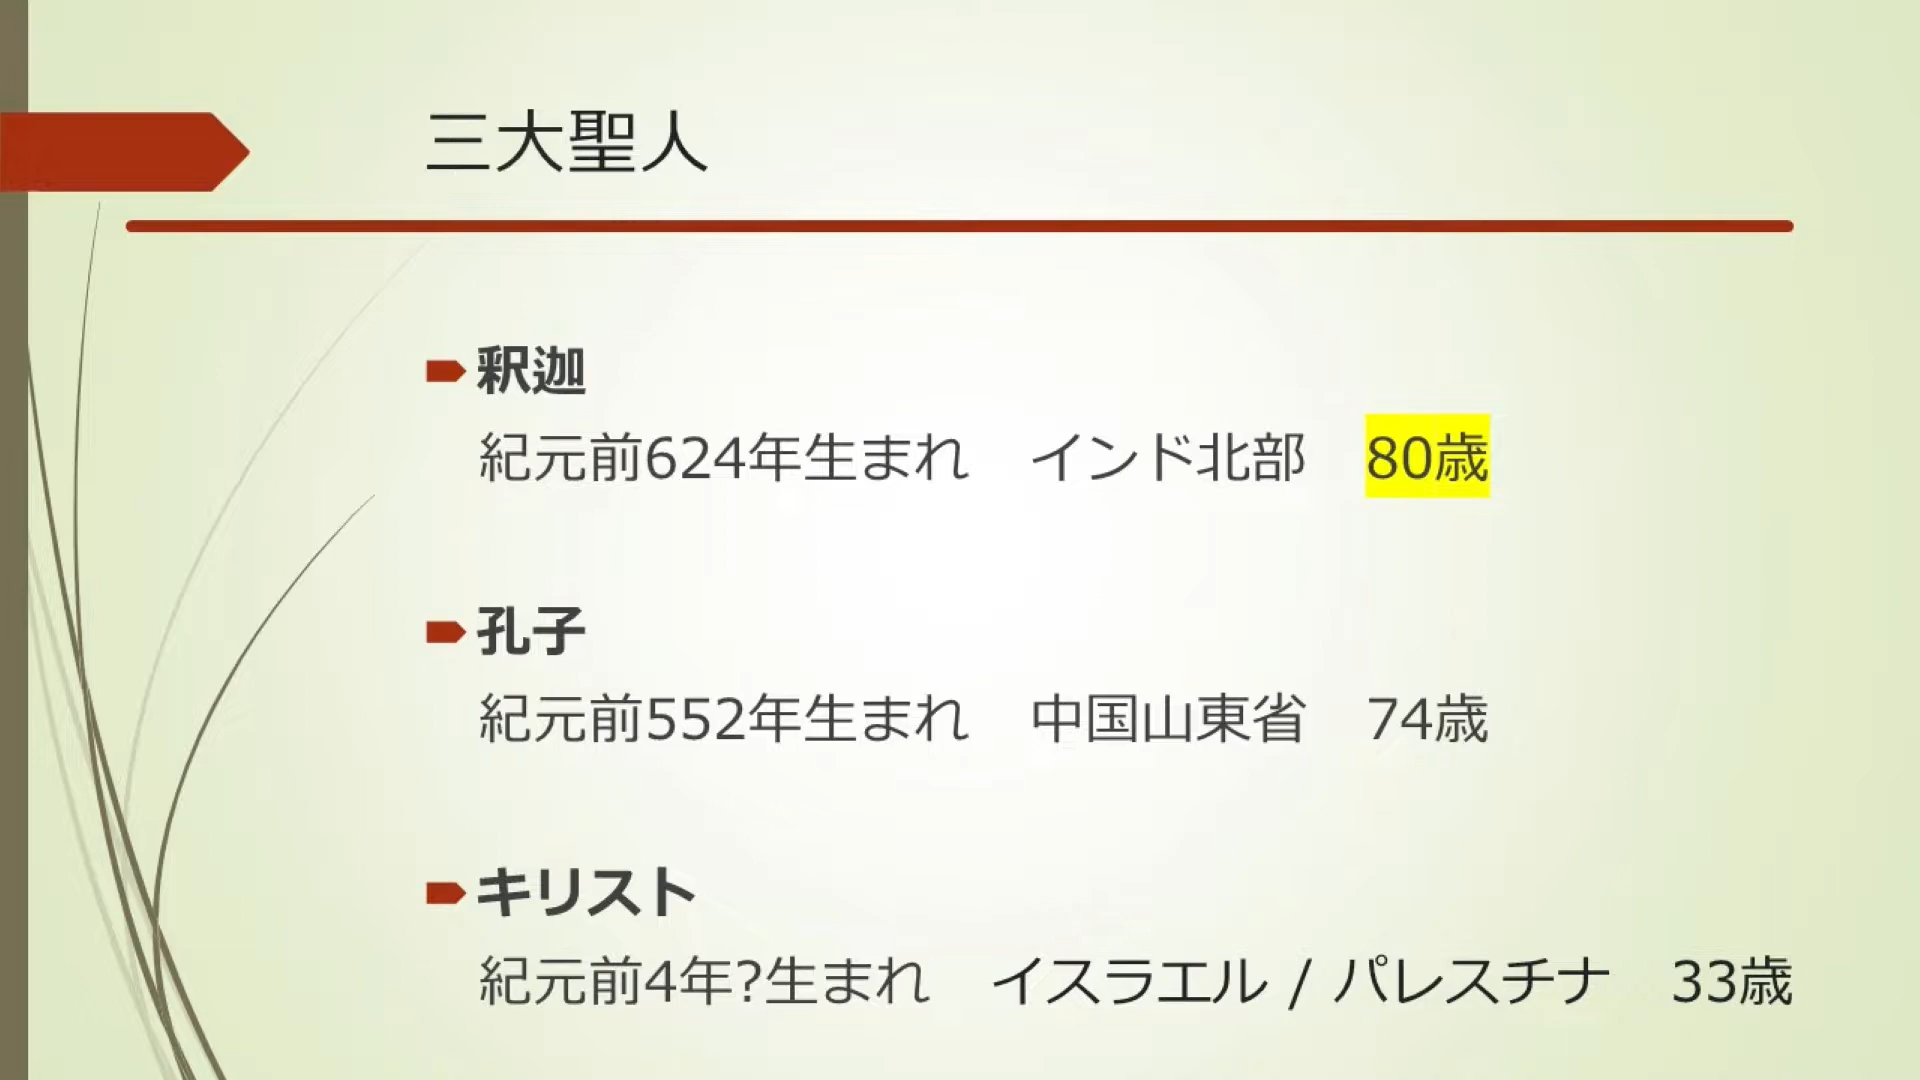 三大聖人
釈迦
紀元前624年生まれ　インド北部　80歳
孔子
紀元前552年生まれ　中国山東省　74歳
キリスト
紀元前4年?生まれ　イスラエル / パレスチナ　33歳